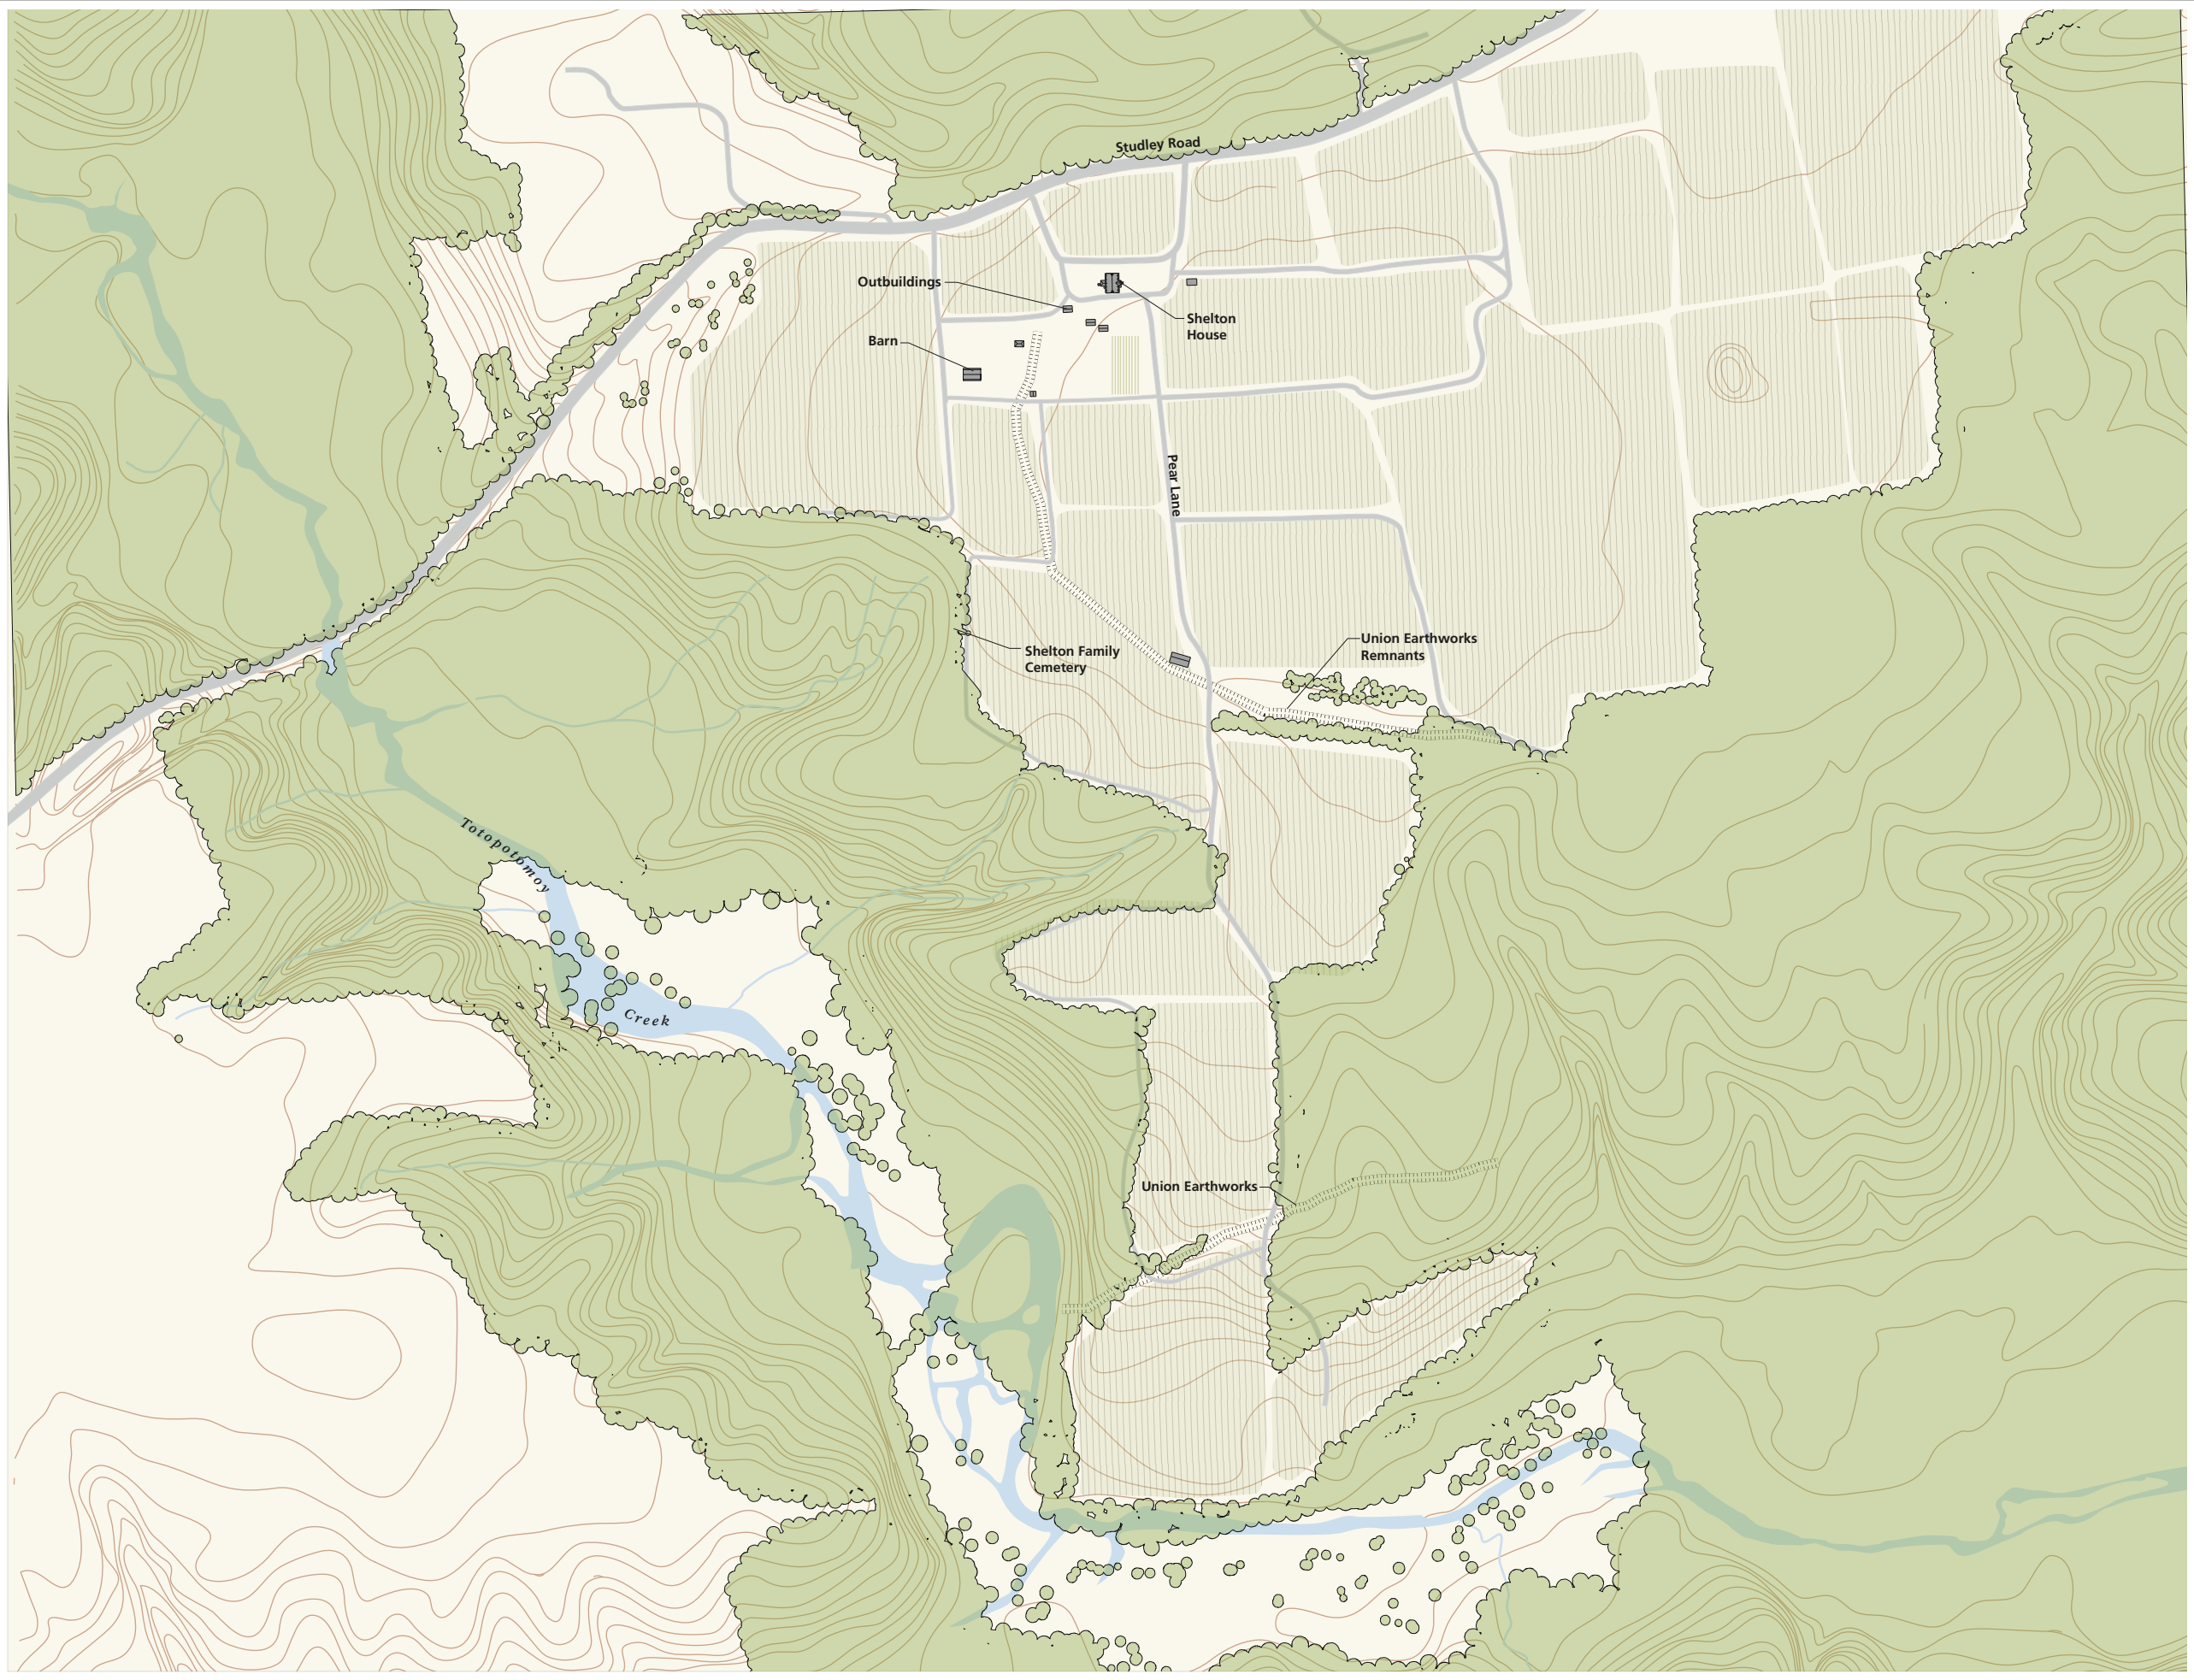 Studley Road
Outbuildings
Shelton
House
Barn
Pear Lane
Union Earthworks
Remnants
Shelton Family
Cemetery
Totopotomoy
Creek
Union Earthworks